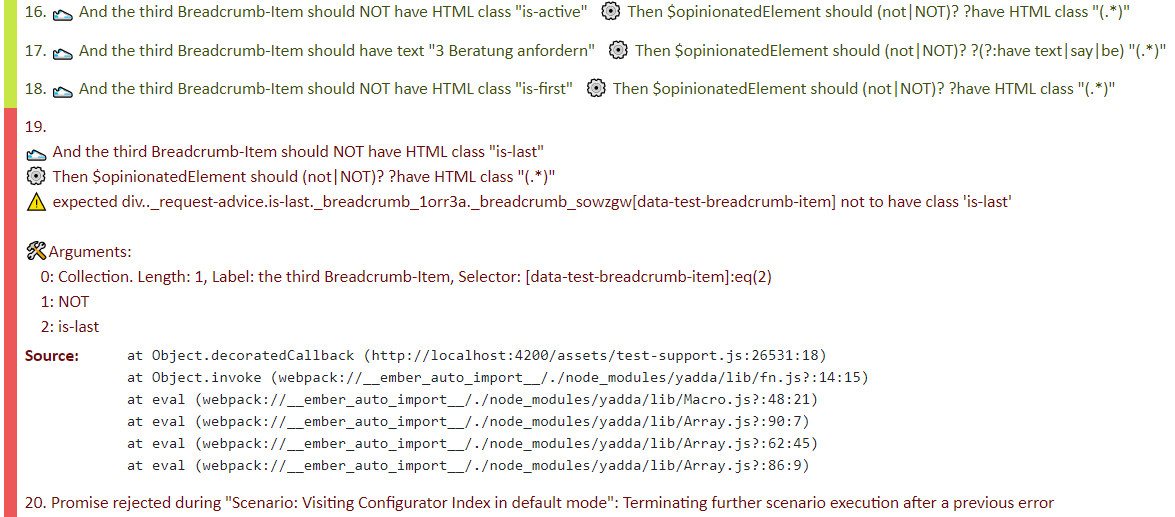 16. And the third Breadcrumb-Item should NOT have HTML class "is-active" Then $opinionatedElement should (not|NOT)? ?have HTML class "(.*)"
17. And the third Breadcrumb-Item should have text "3 Beratung anfordern" Then $opinionatedElement should (not|NOT)? ?(?:have text|say|be) "(.*)"
18. And the third Breadcrumb-Item should NOT have HTML class "is-first" Then $opinionatedElement should (not|NOT)? ?have HTML class "(.*)"
19.
And the third Breadcrumb-Item should NOT have HTML class "is-last"
Then $opinionatedElement should (not|NOT)? ?have HTML class "(.*)"
expected div.._request-advice.is-last._breadcrumb_1orr3a._breadcrumb_sowzgw[data-test-breadcrumb-item] not to have class 'is-last'
Arguments:
0: Collection. Length: 1, Label: the third Breadcrumb-Item, Selector: [data-test-breadcrumb-item]:eq(2)
1: NOT
2: is-last
Source: at Object.decoratedCallback (http://localhost:4200/assets/test-support.js:26531:18)
at Object.invoke (webpack://__ember_auto_import__/./node_modules/yadda/lib/fn.js?:14:15)
at eval (webpack://__ember_auto_import__/./node_modules/yadda/lib/Macro.js?:48:21)
at eval (webpack://__ember_auto_import__/./node_modules/yadda/lib/Array.js?:90:7)
at eval (webpack://__ember_auto_import__/./node_modules/yadda/lib/Array.js?:62:45)
at eval (webpack://__ember_auto_import__/./node_modules/yadda/lib/Array.js?:86:9)
20. Promise rejected during "Scenario: Visiting Configurator Index in default mode": Terminating further scenario execution after a previous error